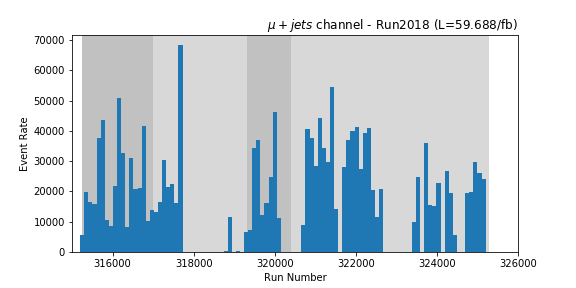 μ + jets channel - Run2018 (L=59.688/fb)
70000
60000
50000
40000
30000
20000
10000
0
Event Rate
316000 318000 320000 322000 324000 326000
Run Number